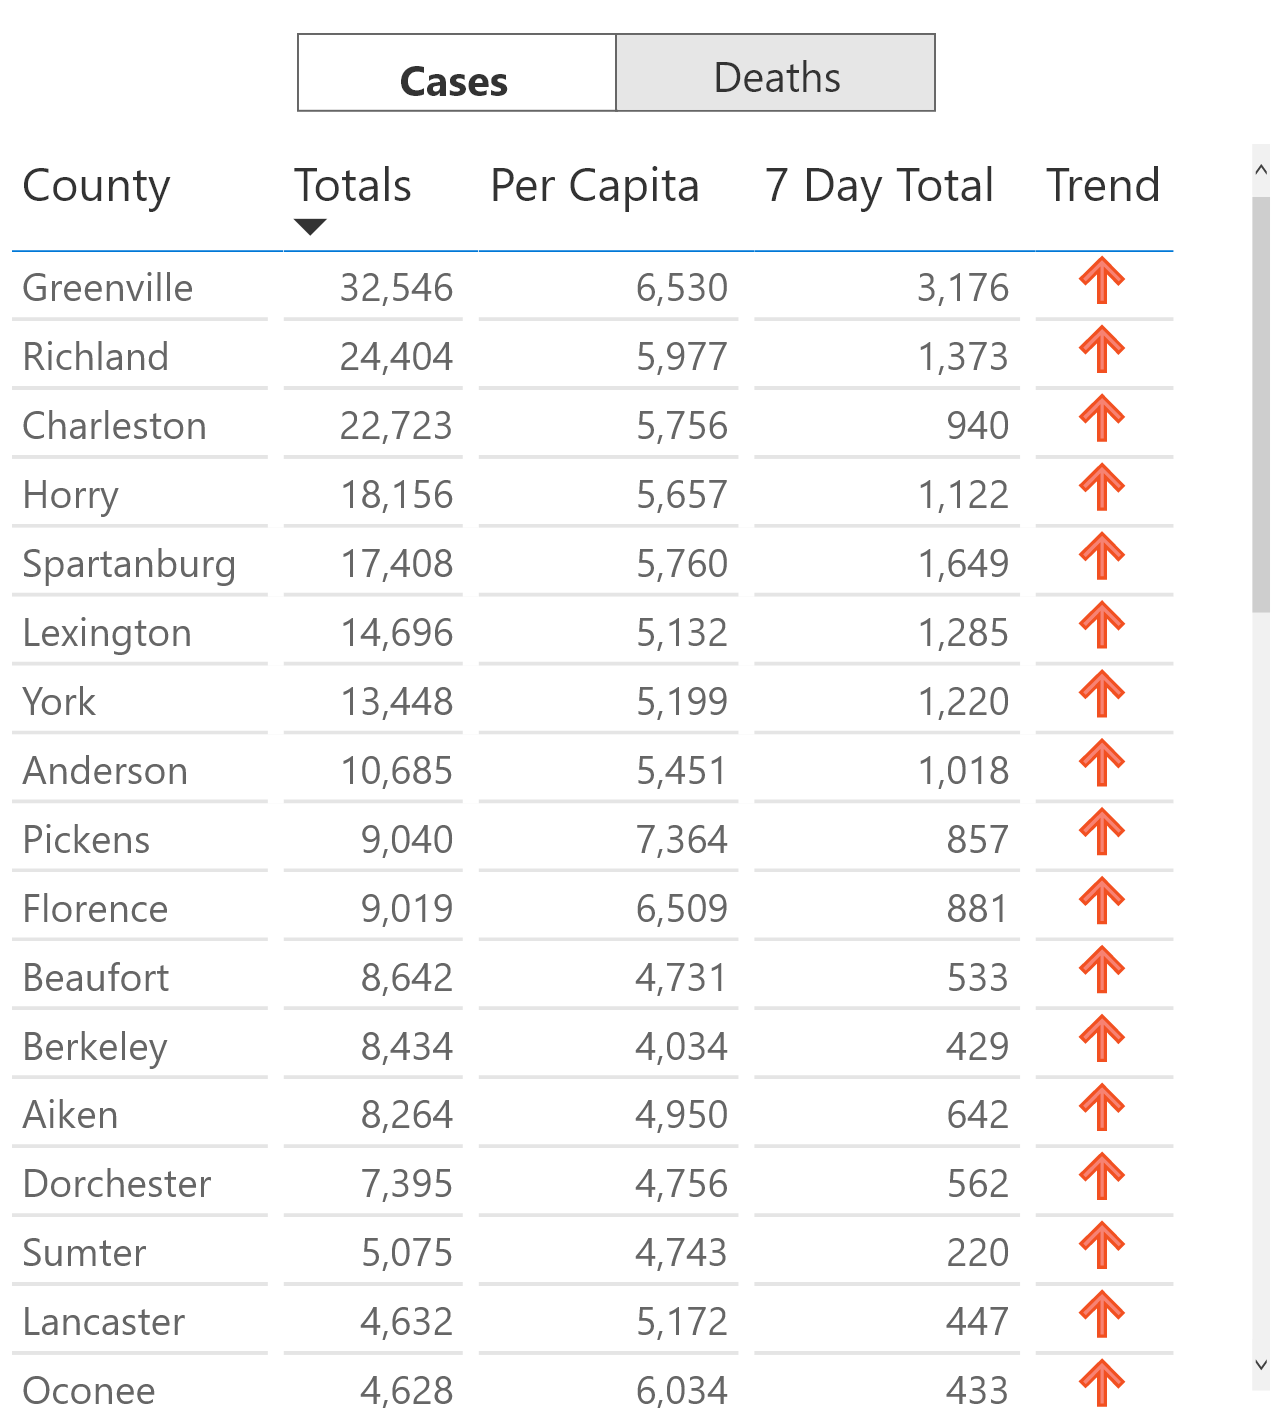 Cases Deaths
County Totals Per Capita 7 Day Total Trend
Greenville 32,546 6,530 3,176
Richland 24,404 5,977 1,373
Charleston 22,723 5,756 940
Horry 18,156 5,657 1,122
Spartanburg 17,408 5,760 1,649
Lexington 14,696 5,132 1,285
York 13,448 5,199 1,220
Anderson 10,685 5,451 1,018
Pickens 9,040 7,364 857
Florence 9,019 6,509 881
Beaufort 8,642 4,731 533
Berkeley 8,434 4,034 429
Aiken 8,264 4,950 642
Dorchester 7,395 4,756 562
Sumter 5,075 4,743 220
Lancaster 4,632 5,172 447
Oconee 4,628 6,034 433